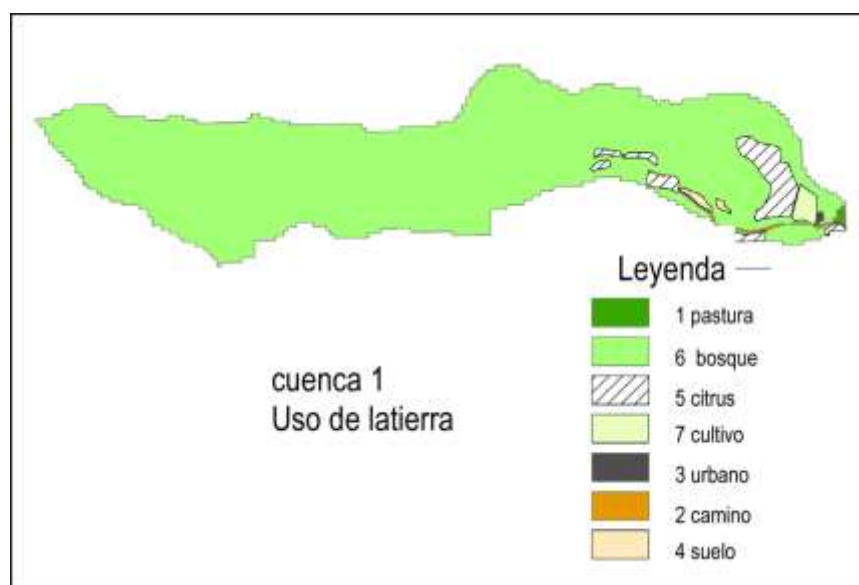 Leyenda
1 pastura
6 bosque
5 citrus
7 cultivo
3 urbano
2 camino
4 suelo
cuenca 1
Uso de latierra